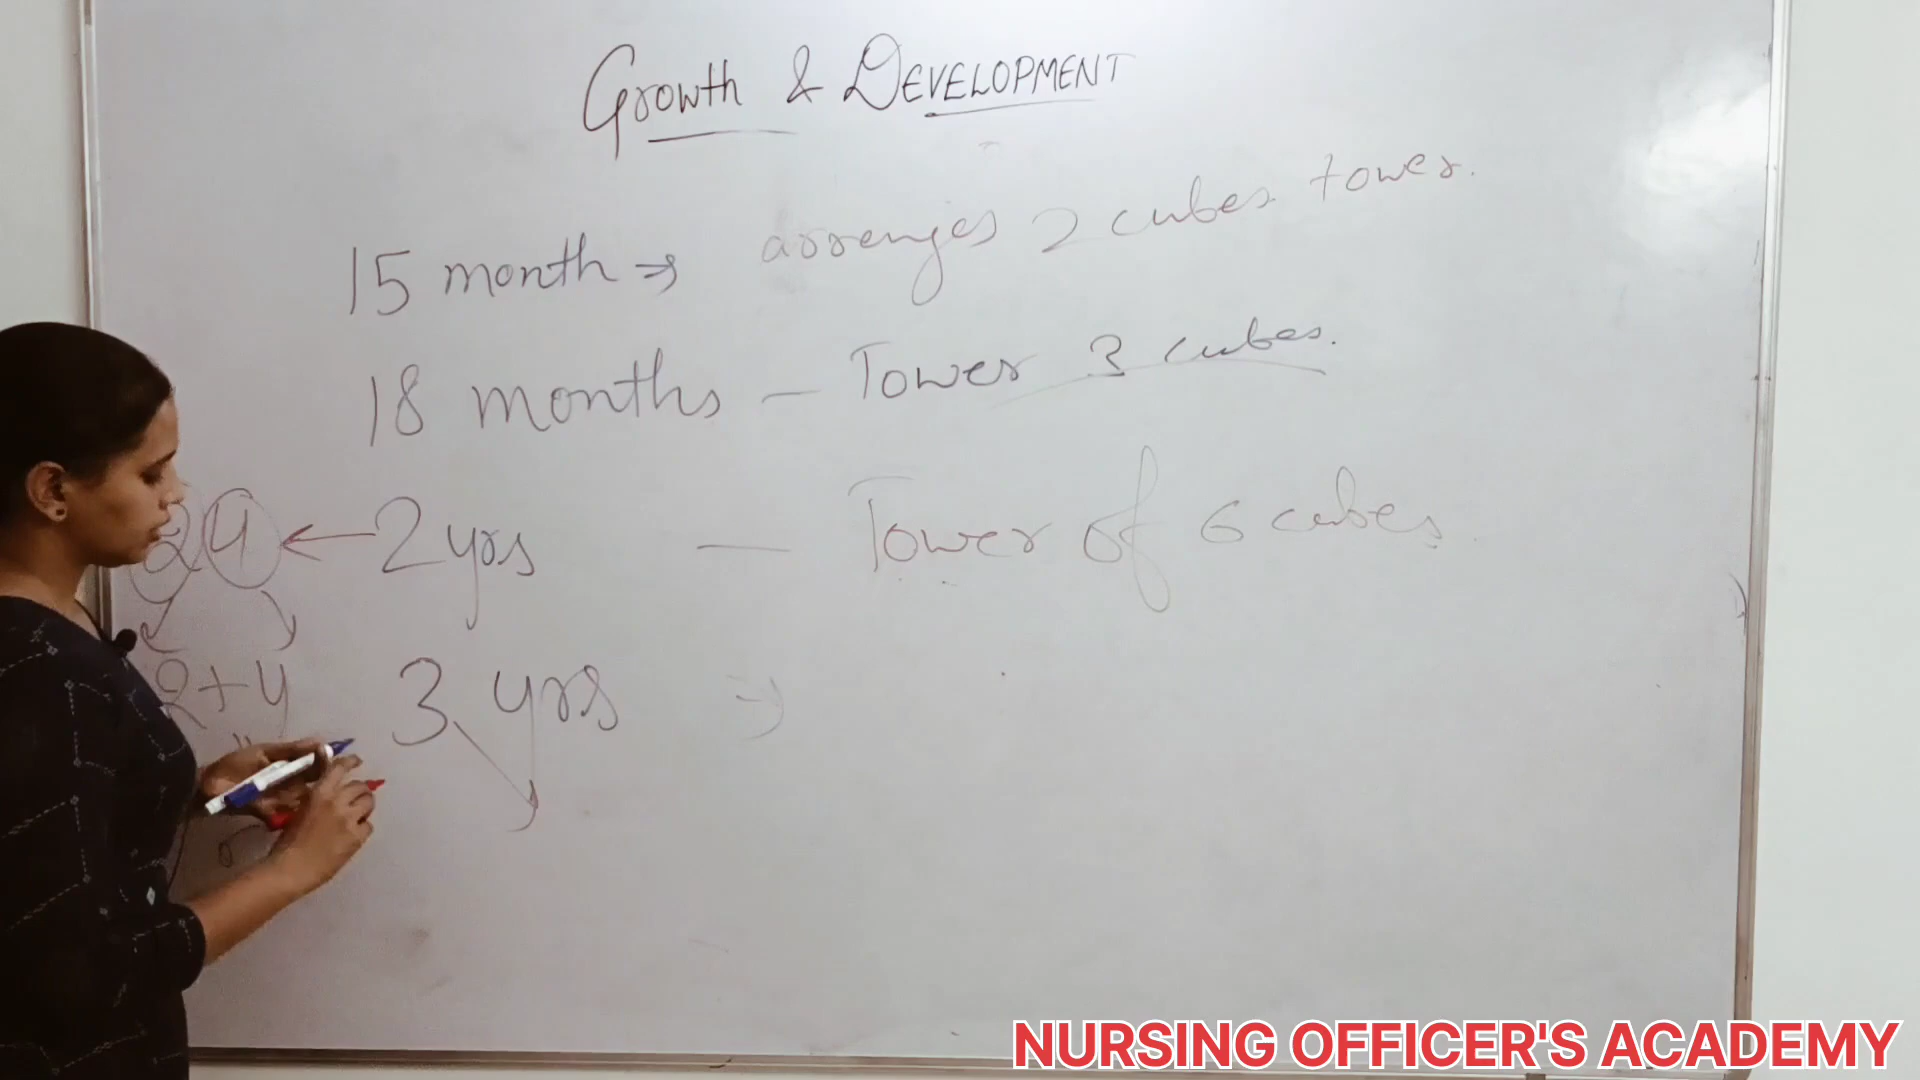 Growth & DEVELOPMENT
15 month ⇒ arranges 2 cubes tower.
18 months — Tower 3 cubes.
24 ← 2 yrs — Tower of 6 cubes
2+4
3 yrs ⇒
NURSING OFFICER'S ACADEMY